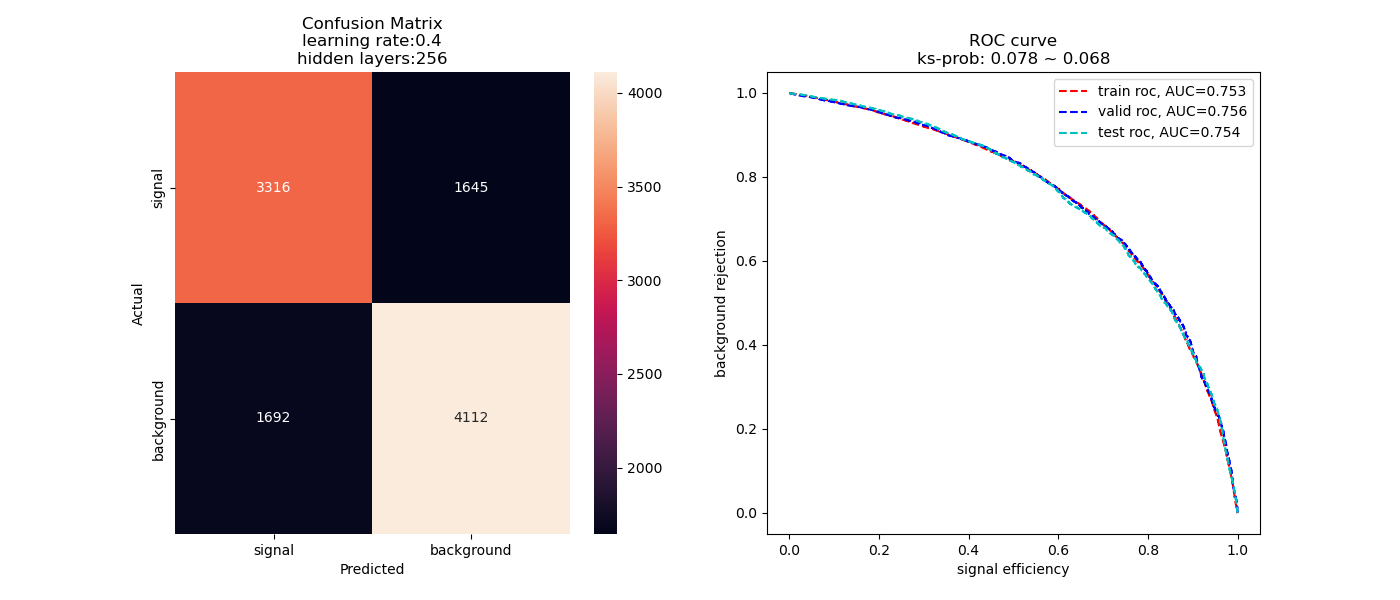 Confusion Matrix
learning rate:0.4
hidden layers:256
signal
background
Actual
3316
1645
1692
4112
signal
background
Predicted
4000
3500
3000
2500
2000
ROC curve
ks-prob: 0.078 ~ 0.068
train roc, AUC=0.753
valid roc, AUC=0.756
test roc, AUC=0.754
background rejection
1.0
0.8
0.6
0.4
0.2
0.0
0.0
0.2
0.4
0.6
0.8
1.0
signal efficiency